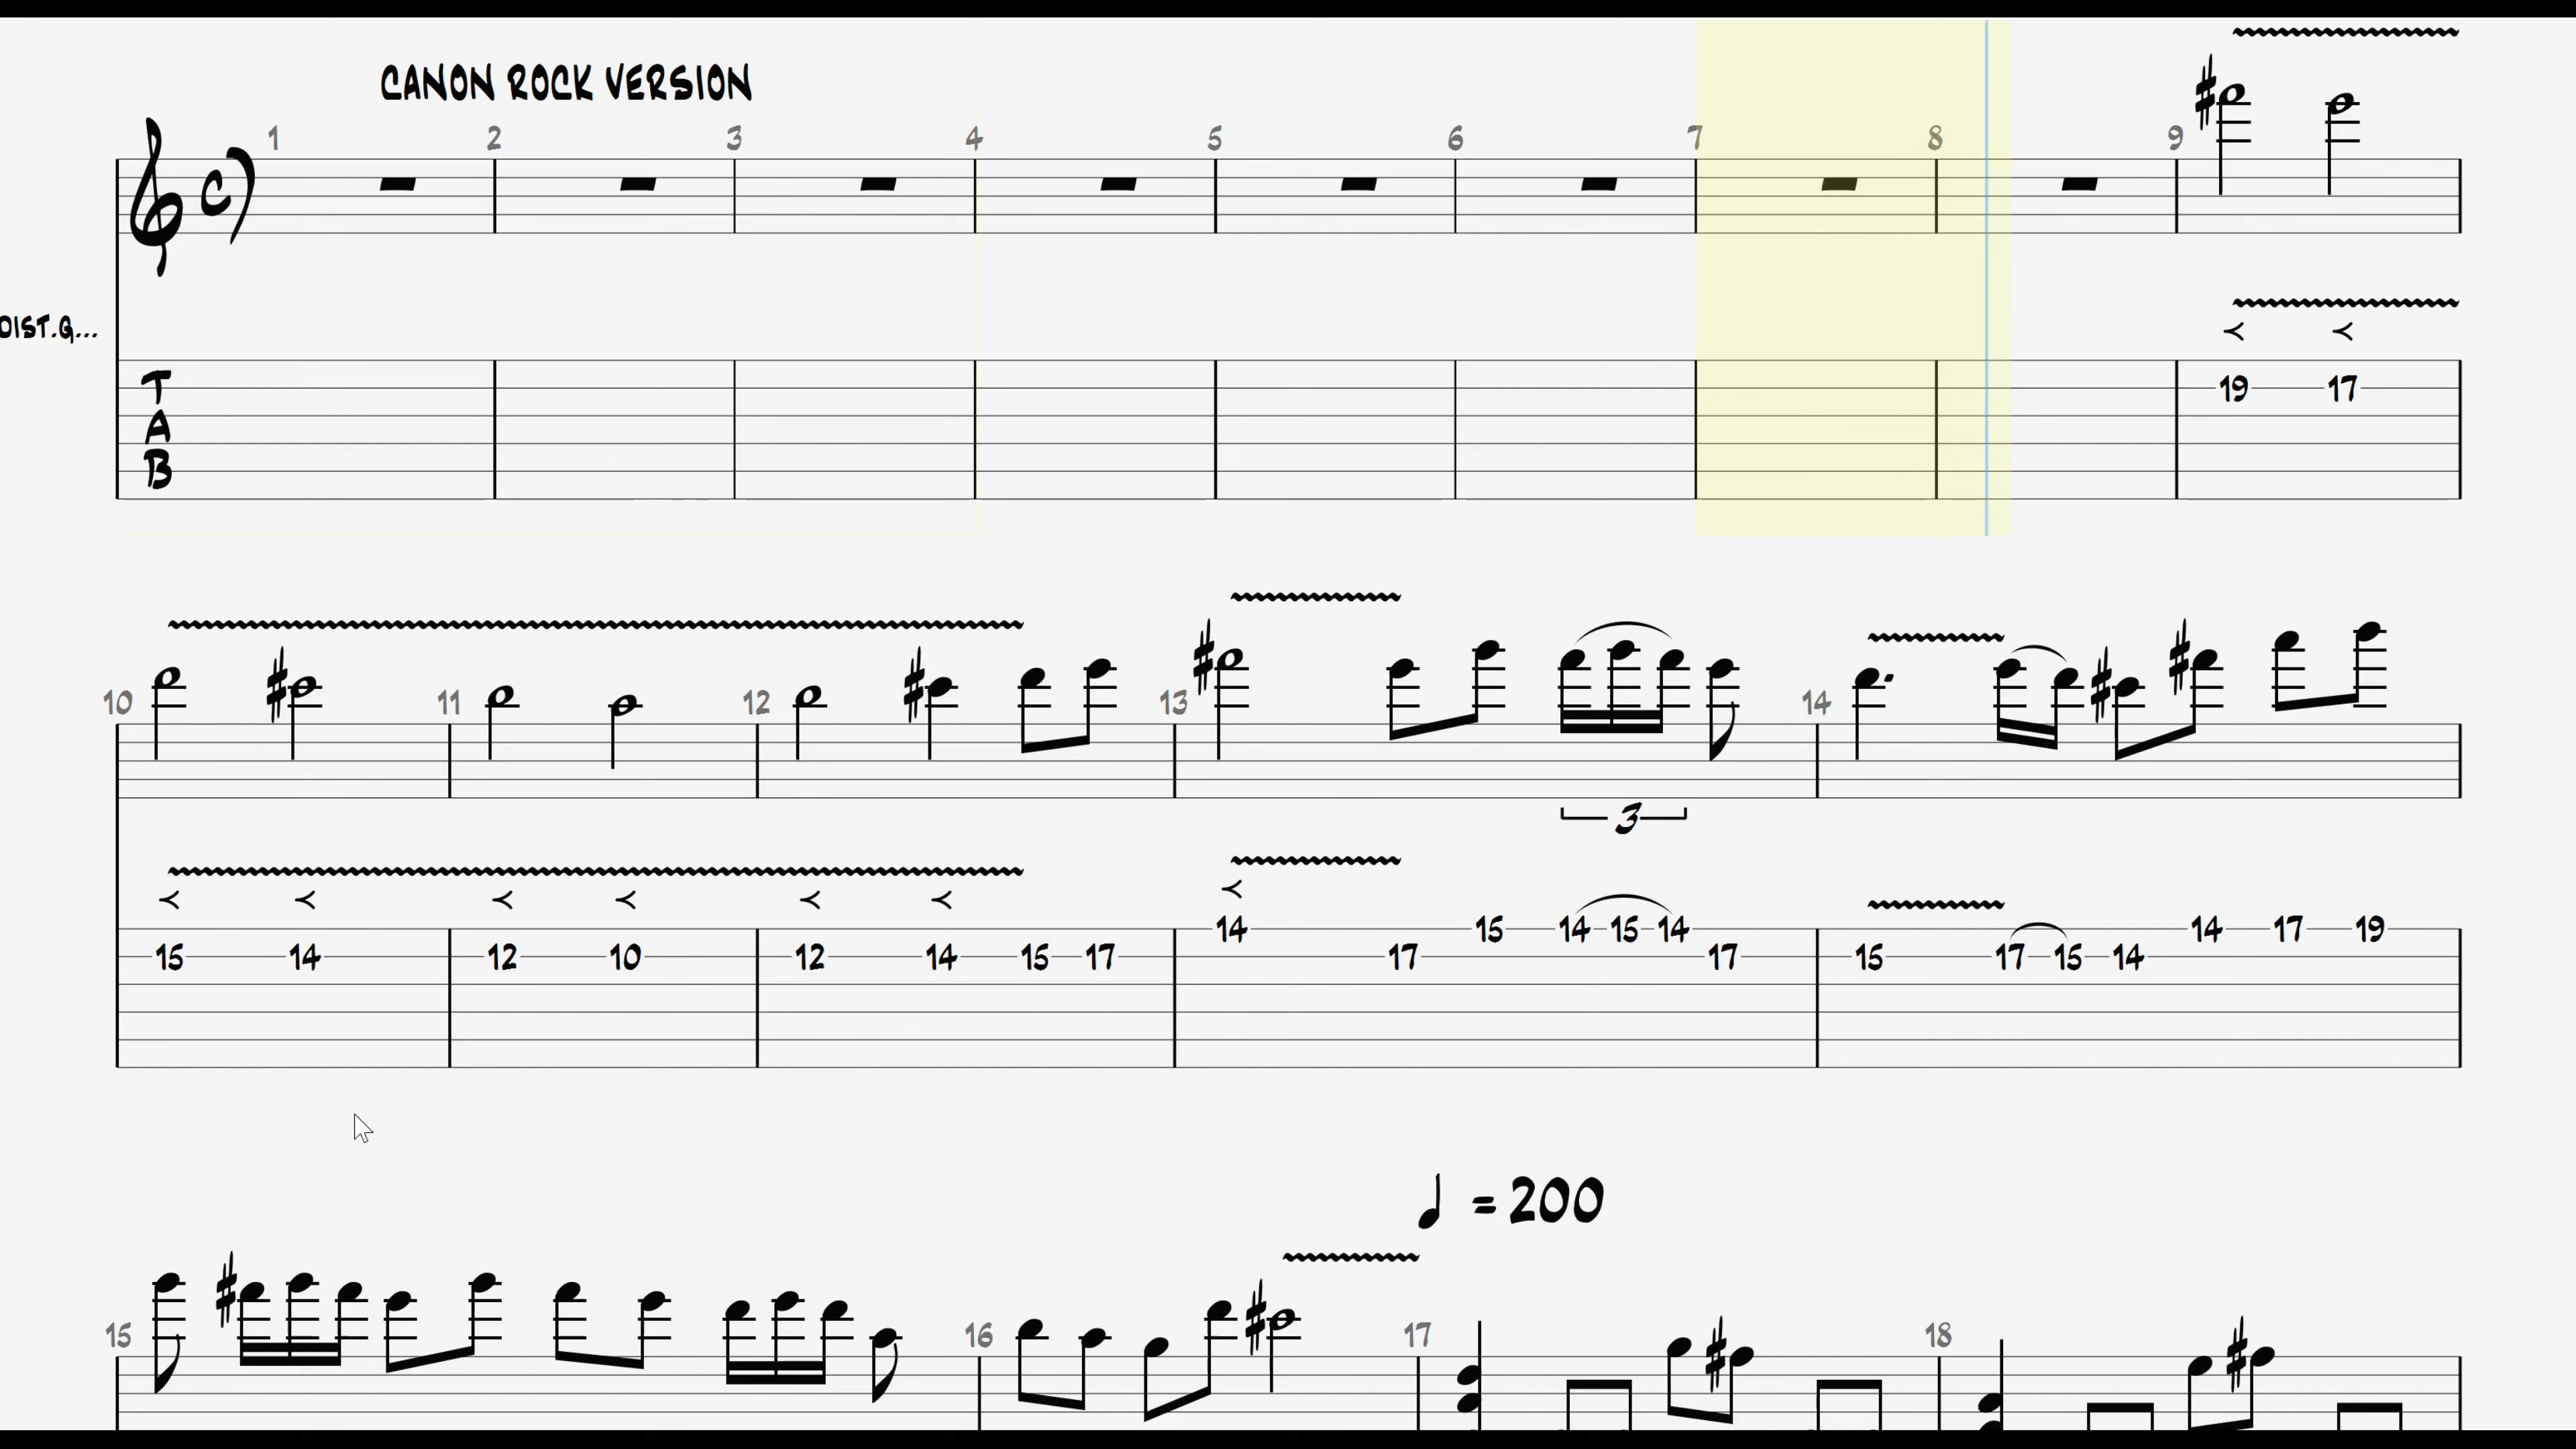 CANON ROCK VERSION
1 2 3 4 5 6 7 8 9
DIST.G...
T
A
B
19 17
10 11 12 13 14
3
14 15 14 15 14 14 17 19
15 14 12 10 12 14 15 17 17 17 15 17 15 14
= 200
15 16 17 18